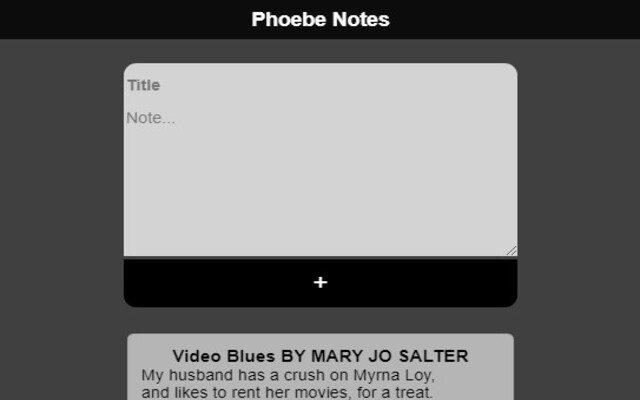 Phoebe Notes
Title
Note...
+
Video Blues BY MARY JO SALTER
My husband has a crush on Myrna Loy,
and likes to rent her movies, for a treat.